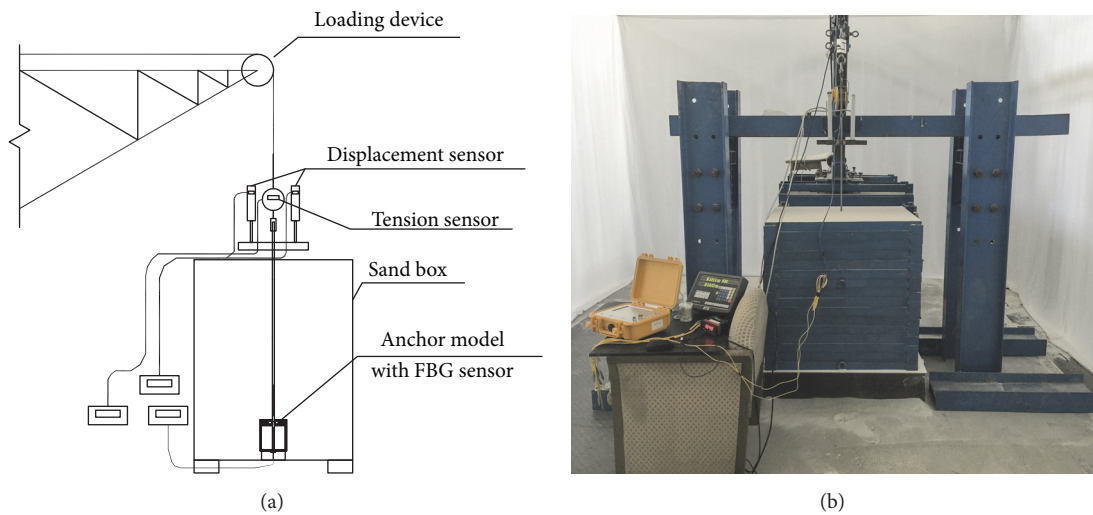 Loading device
Displacement sensor
Tension sensor
Sand box
Anchor model
with FBG sensor
(a)
(b)